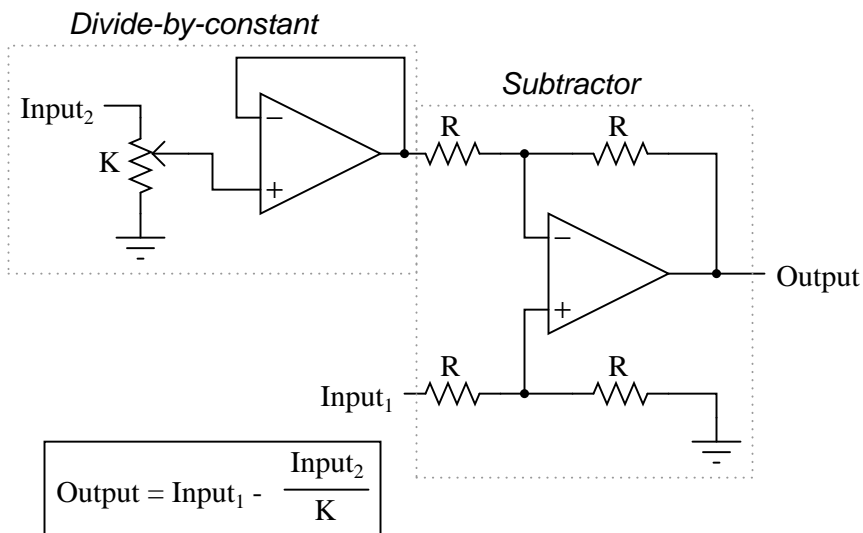 Divide-by-constant
Subtractor
Input₂
K
−
+
R
R
−
+
Output
Input₁
R
R
Output = Input₁ - Input₂
K